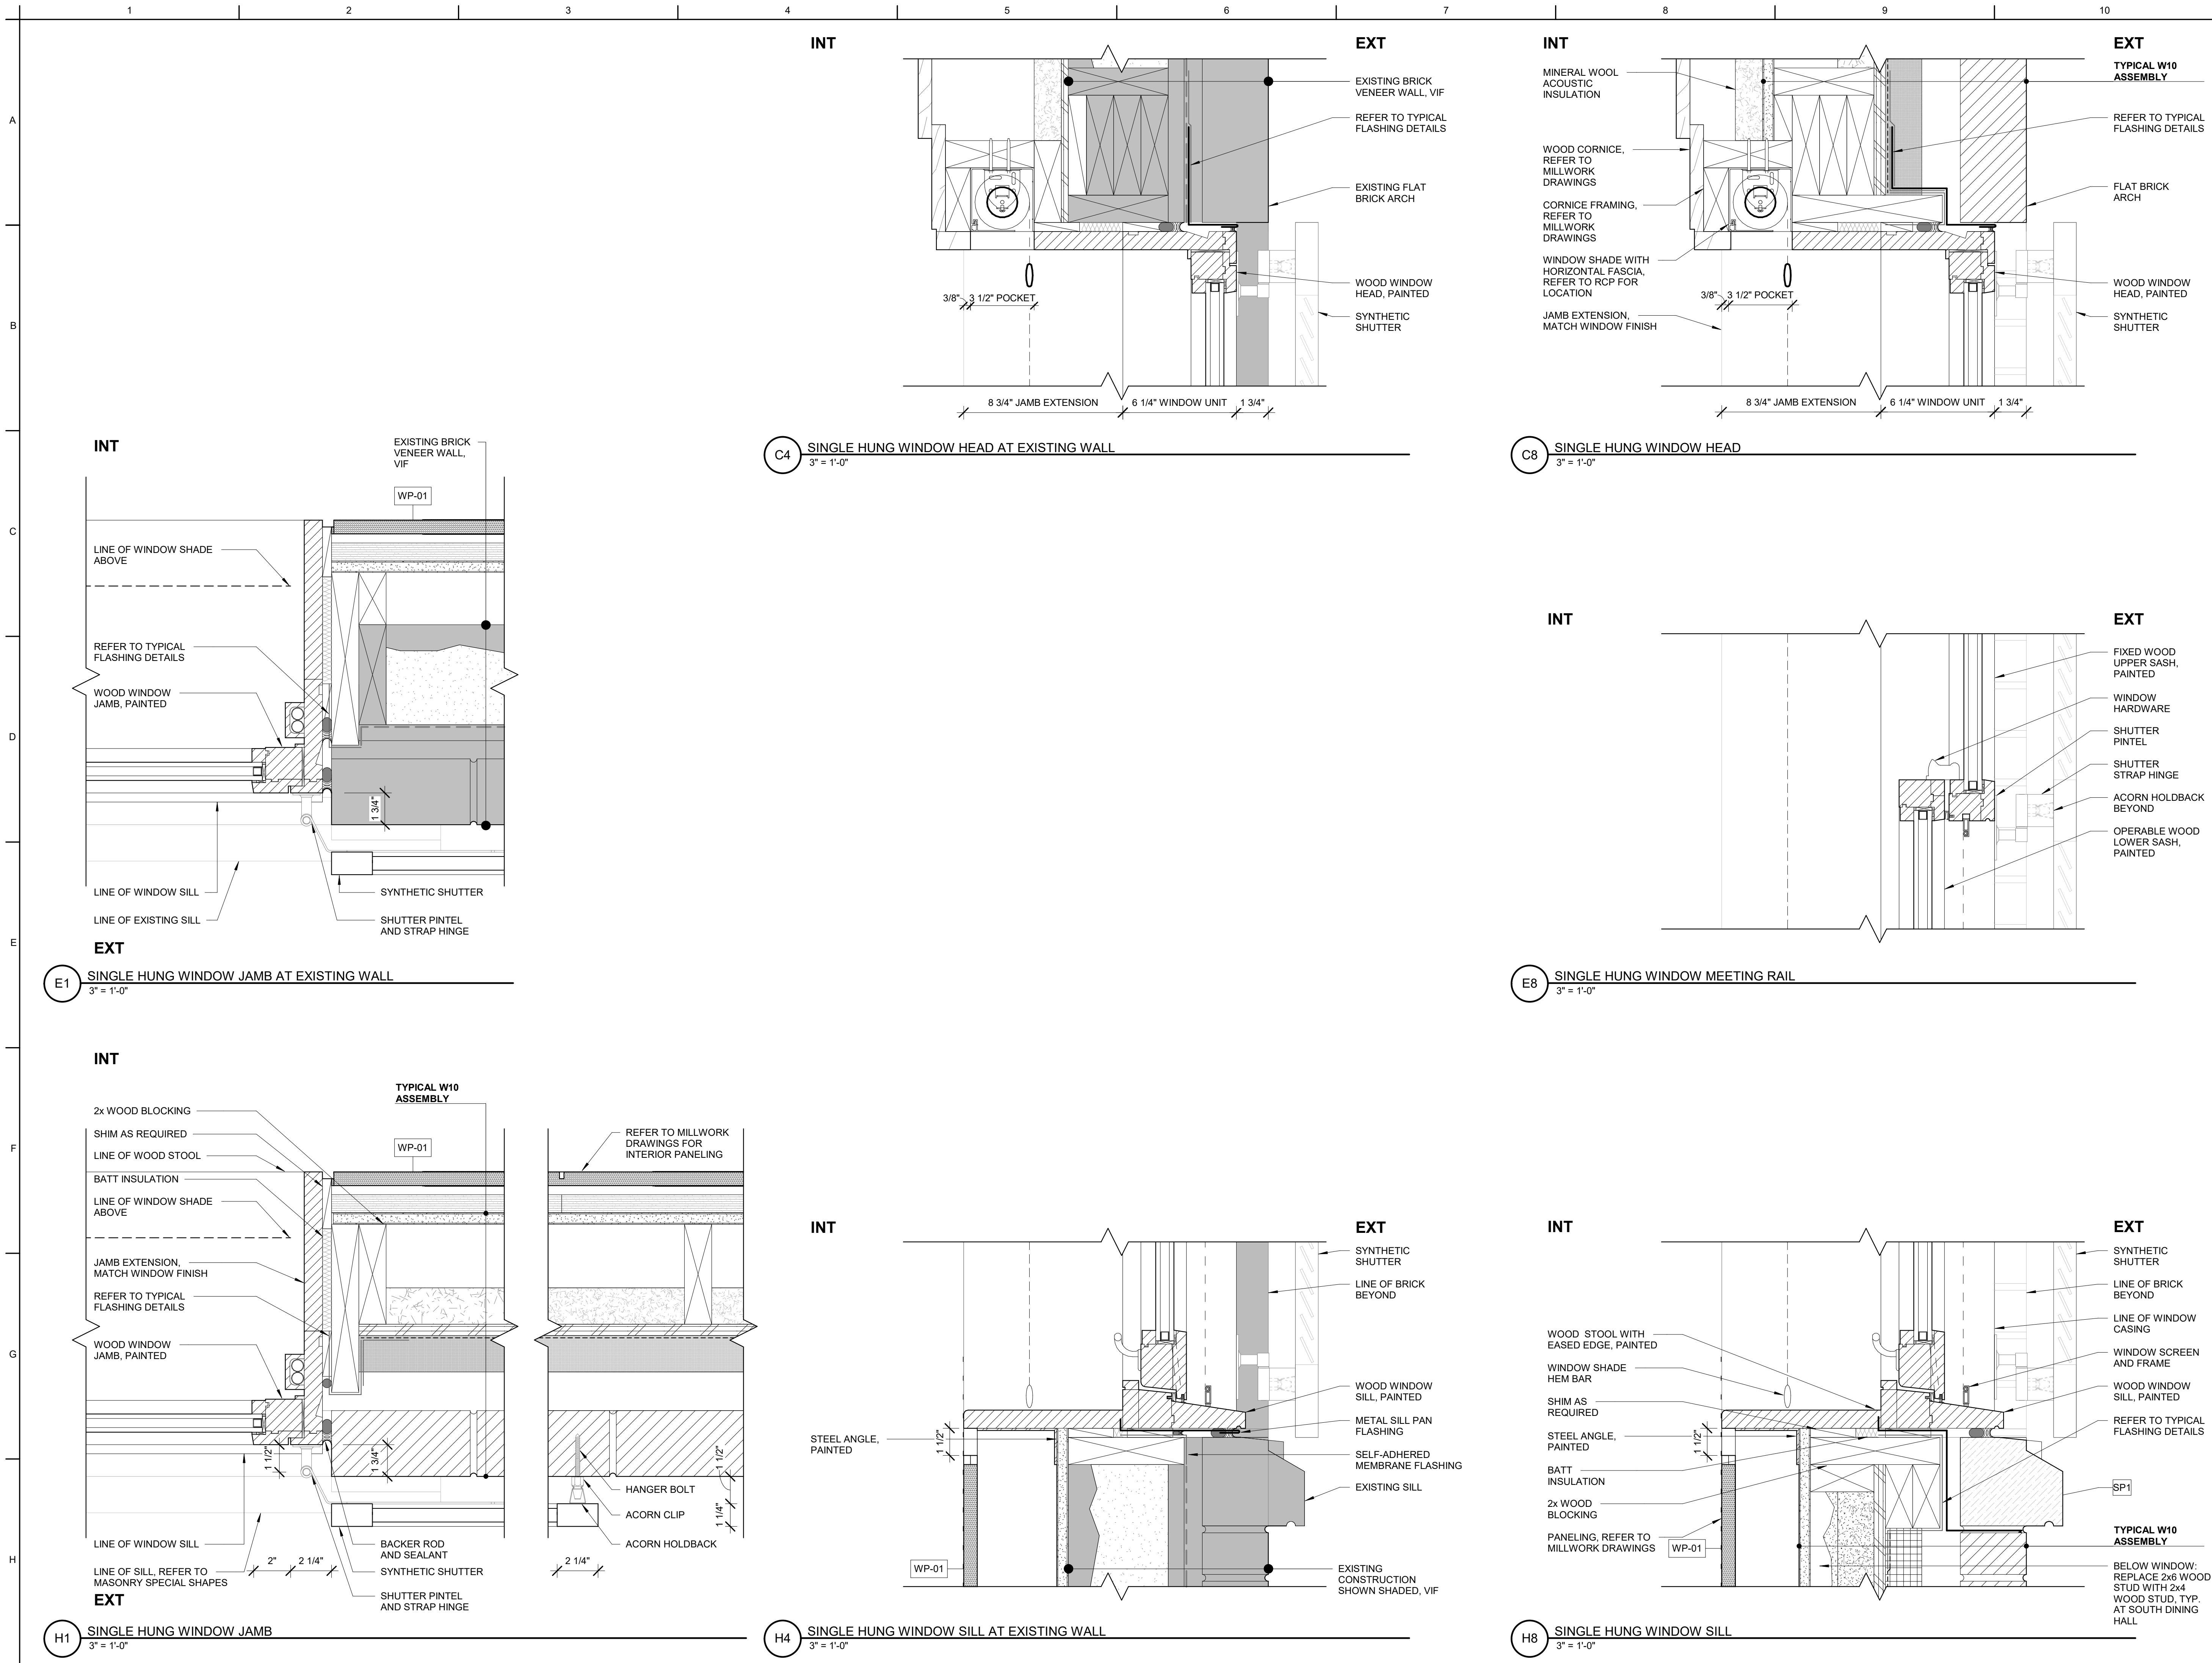 1
2
3
4
5
6
7
8
9
10
A
B
C
D
E
F
G
H
INT
EXT
EXISTING BRICK
VENEER WALL, VIF
REFER TO TYPICAL
FLASHING DETAILS
EXISTING FLAT
BRICK ARCH
WOOD WINDOW
HEAD, PAINTED
SYNTHETIC
SHUTTER
3/8"
3 1/2" POCKET
8 3/4" JAMB EXTENSION
6 1/4" WINDOW UNIT
1 3/4"
C4
SINGLE HUNG WINDOW HEAD AT EXISTING WALL
3" = 1'-0"
INT
EXT
MINERAL WOOL
ACOUSTIC
INSULATION
WOOD CORNICE,
REFER TO
MILLWORK
DRAWINGS
CORNICE FRAMING,
REFER TO
MILLWORK
DRAWINGS
WINDOW SHADE WITH
HORIZONTAL FASCIA,
REFER TO RCP FOR
LOCATION
JAMB EXTENSION,
MATCH WINDOW FINISH
TYPICAL W10
ASSEMBLY
REFER TO TYPICAL
FLASHING DETAILS
FLAT BRICK
ARCH
WOOD WINDOW
HEAD, PAINTED
SYNTHETIC
SHUTTER
3/8"
3 1/2" POCKET
8 3/4" JAMB EXTENSION
6 1/4" WINDOW UNIT
1 3/4"
C8
SINGLE HUNG WINDOW HEAD
3" = 1'-0"
INT
EXISTING BRICK
VENEER WALL,
VIF
WP-01
LINE OF WINDOW SHADE
ABOVE
REFER TO TYPICAL
FLASHING DETAILS
WOOD WINDOW
JAMB, PAINTED
1 3/4"
LINE OF WINDOW SILL
LINE OF EXISTING SILL
SYNTHETIC SHUTTER
SHUTTER PINTEL
AND STRAP HINGE
EXT
E1
SINGLE HUNG WINDOW JAMB AT EXISTING WALL
3" = 1'-0"
INT
EXT
FIXED WOOD
UPPER SASH,
PAINTED
WINDOW
HARDWARE
SHUTTER
PINTEL
SHUTTER
STRAP HINGE
ACORN HOLDBACK
BEYOND
OPERABLE WOOD
LOWER SASH,
PAINTED
E8
SINGLE HUNG WINDOW MEETING RAIL
3" = 1'-0"
INT
TYPICAL W10
ASSEMBLY
2x WOOD BLOCKING
SHIM AS REQUIRED
LINE OF WOOD STOOL
BATT INSULATION
LINE OF WINDOW SHADE
ABOVE
JAMB EXTENSION,
MATCH WINDOW FINISH
REFER TO TYPICAL
FLASHING DETAILS
WOOD WINDOW
JAMB, PAINTED
WP-01
REFER TO MILLWORK
DRAWINGS FOR
INTERIOR PANELING
1 1/2"
1 3/4"
1 1/2"
1 1/4"
HANGER BOLT
ACORN CLIP
ACORN HOLDBACK
LINE OF WINDOW SILL
LINE OF SILL, REFER TO
MASONRY SPECIAL SHAPES
2"
2 1/4"
BACKER ROD
AND SEALANT
SYNTHETIC SHUTTER
SHUTTER PINTEL
AND STRAP HINGE
2 1/4"
EXT
H1
SINGLE HUNG WINDOW JAMB
3" = 1'-0"
INT
EXT
SYNTHETIC
SHUTTER
LINE OF BRICK
BEYOND
WOOD WINDOW
SILL, PAINTED
METAL SILL PAN
FLASHING
SELF-ADHERED
MEMBRANE FLASHING
EXISTING SILL
EXISTING
CONSTRUCTION
SHOWN SHADED, VIF
STEEL ANGLE,
PAINTED
1 1/2"
WP-01
H4
SINGLE HUNG WINDOW SILL AT EXISTING WALL
3" = 1'-0"
INT
EXT
WOOD STOOL WITH
EASED EDGE, PAINTED
WINDOW SHADE
HEM BAR
SHIM AS
REQUIRED
STEEL ANGLE,
PAINTED
BATT
INSULATION
2x WOOD
BLOCKING
PANELING, REFER TO
MILLWORK DRAWINGS
WP-01
1 1/2"
SYNTHETIC
SHUTTER
LINE OF BRICK
BEYOND
LINE OF WINDOW
CASING
WINDOW SCREEN
AND FRAME
WOOD WINDOW
SILL, PAINTED
REFER TO TYPICAL
FLASHING DETAILS
SP1
TYPICAL W10
ASSEMBLY
BELOW WINDOW:
REPLACE 2x6 WOOD
STUD WITH 2x4
WOOD STUD, TYP.
AT SOUTH DINING
HALL
H8
SINGLE HUNG WINDOW SILL
3" = 1'-0"